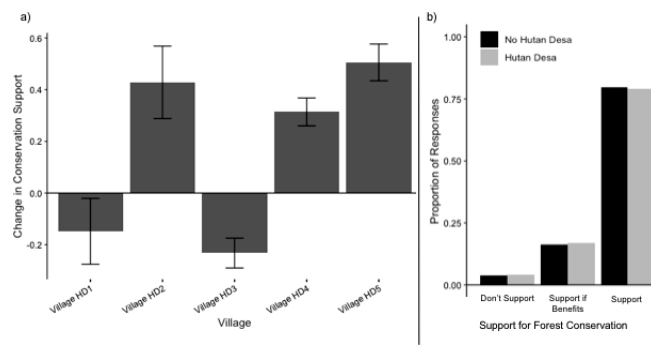 a)
Change in Conservation Support
0.6
0.4
0.2
0.0
-0.2
Village HD1
Village HD2
Village HD3
Village HD4
Village HD5
Village
b)
No Hutan Desa
Hutan Desa
Proportion of Responses
1.00
0.75
0.50
0.25
0.00
Don't Support
Support if
Benefits
Support
Support for Forest Conservation